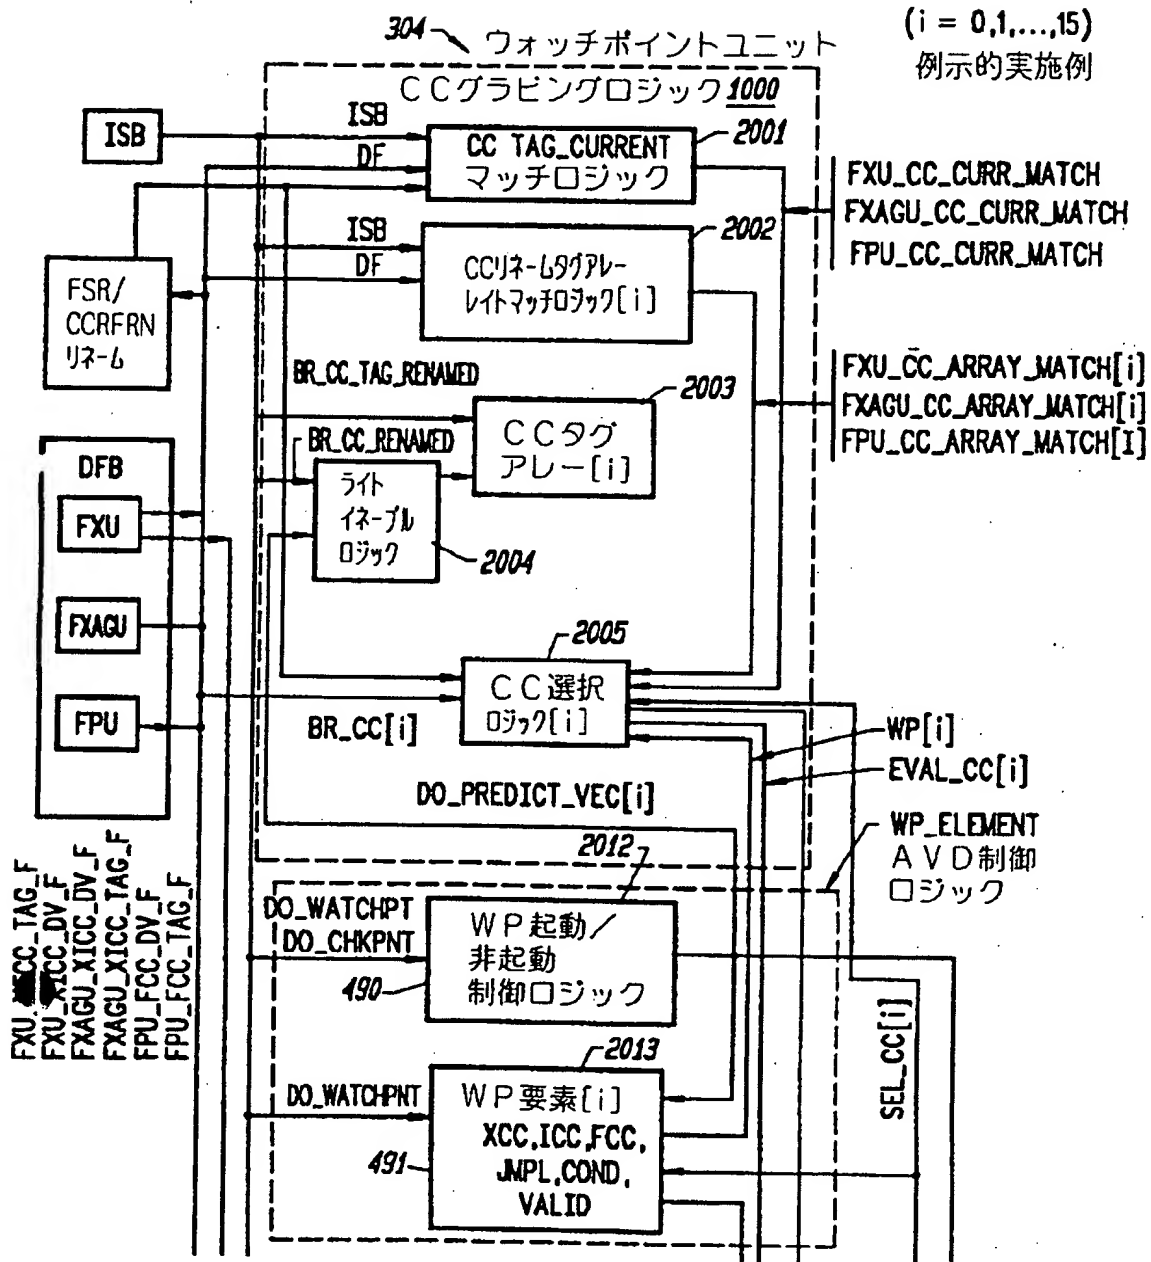 (i = 0,1,...,15)
例示的実施例
304
ウォッチポイントユニット
CCグラビングロジック 1000
ISB
ISB
DF
CC TAG_CURRENT
マッチロジック
2001
FXU_CC_CURR_MATCH
FXAGU_CC_CURR_MATCH
FPU_CC_CURR_MATCH
ISB
DF
CCリネームタグアレー
レイトマッチロジック[i]
2002
FSR/
CCRFRN
リネーム
BR_CC_TAG_RENAMED
FXU_CC_ARRAY_MATCH[i]
FXAGU_CC_ARRAY_MATCH[i]
FPU_CC_ARRAY_MATCH[I]
2003
CCタグ
アレー[i]
BR_CC_RENAMED
ライト
イネーブル
ロジック
2004
DFB
FXU
FXAGU
FPU
2005
CC選択
ロジック[i]
BR_CC[i]
WP[i]
EVAL_CC[i]
DO_PREDICT_VEC[i]
WP_ELEMENT
AVD制御
ロジック
2012
DO_WATCHPT
DO_CHKPNT
WP起動/
非起動
制御ロジック
490
2013
DO_WATCHPNT
WP要素[i]
XCC,ICC,FCC,
JMPL,COND,
VALID
491
SEL_CC[i]
CC_TAG_F
FXU_XICC_DV_F
FXAGU_XICC_DV_F
FXAGU_XICC_TAG_F
FPU_FCC_DV_F
FPU_FCC_TAG_F